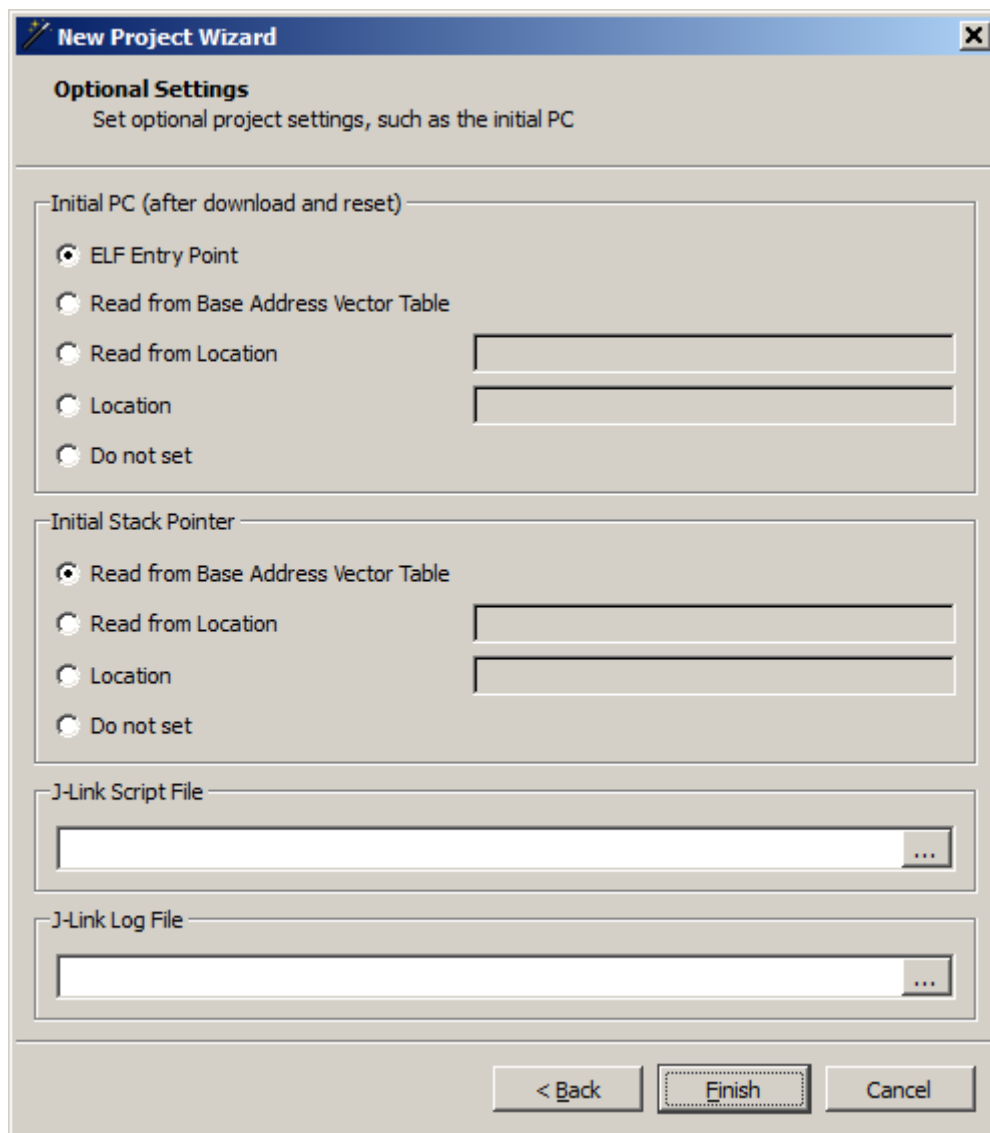 New Project Wizard
Optional Settings
Set optional project settings, such as the initial PC
Initial PC (after download and reset)
ELF Entry Point
Read from Base Address Vector Table
Read from Location
Location
Do not set
Initial Stack Pointer
Read from Base Address Vector Table
Read from Location
Location
Do not set
J-Link Script File
...
J-Link Log File
...
< Back Finish Cancel